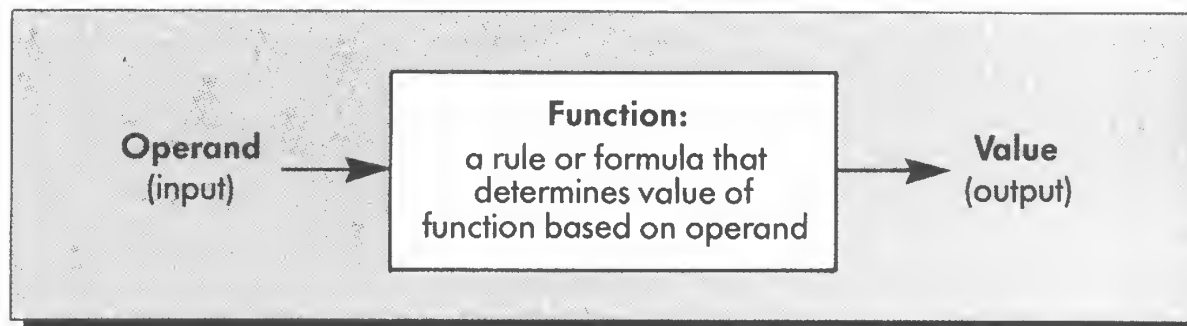 Operand
(input)
Function:
a rule or formula that
determines value of
function based on operand
Value
(output)